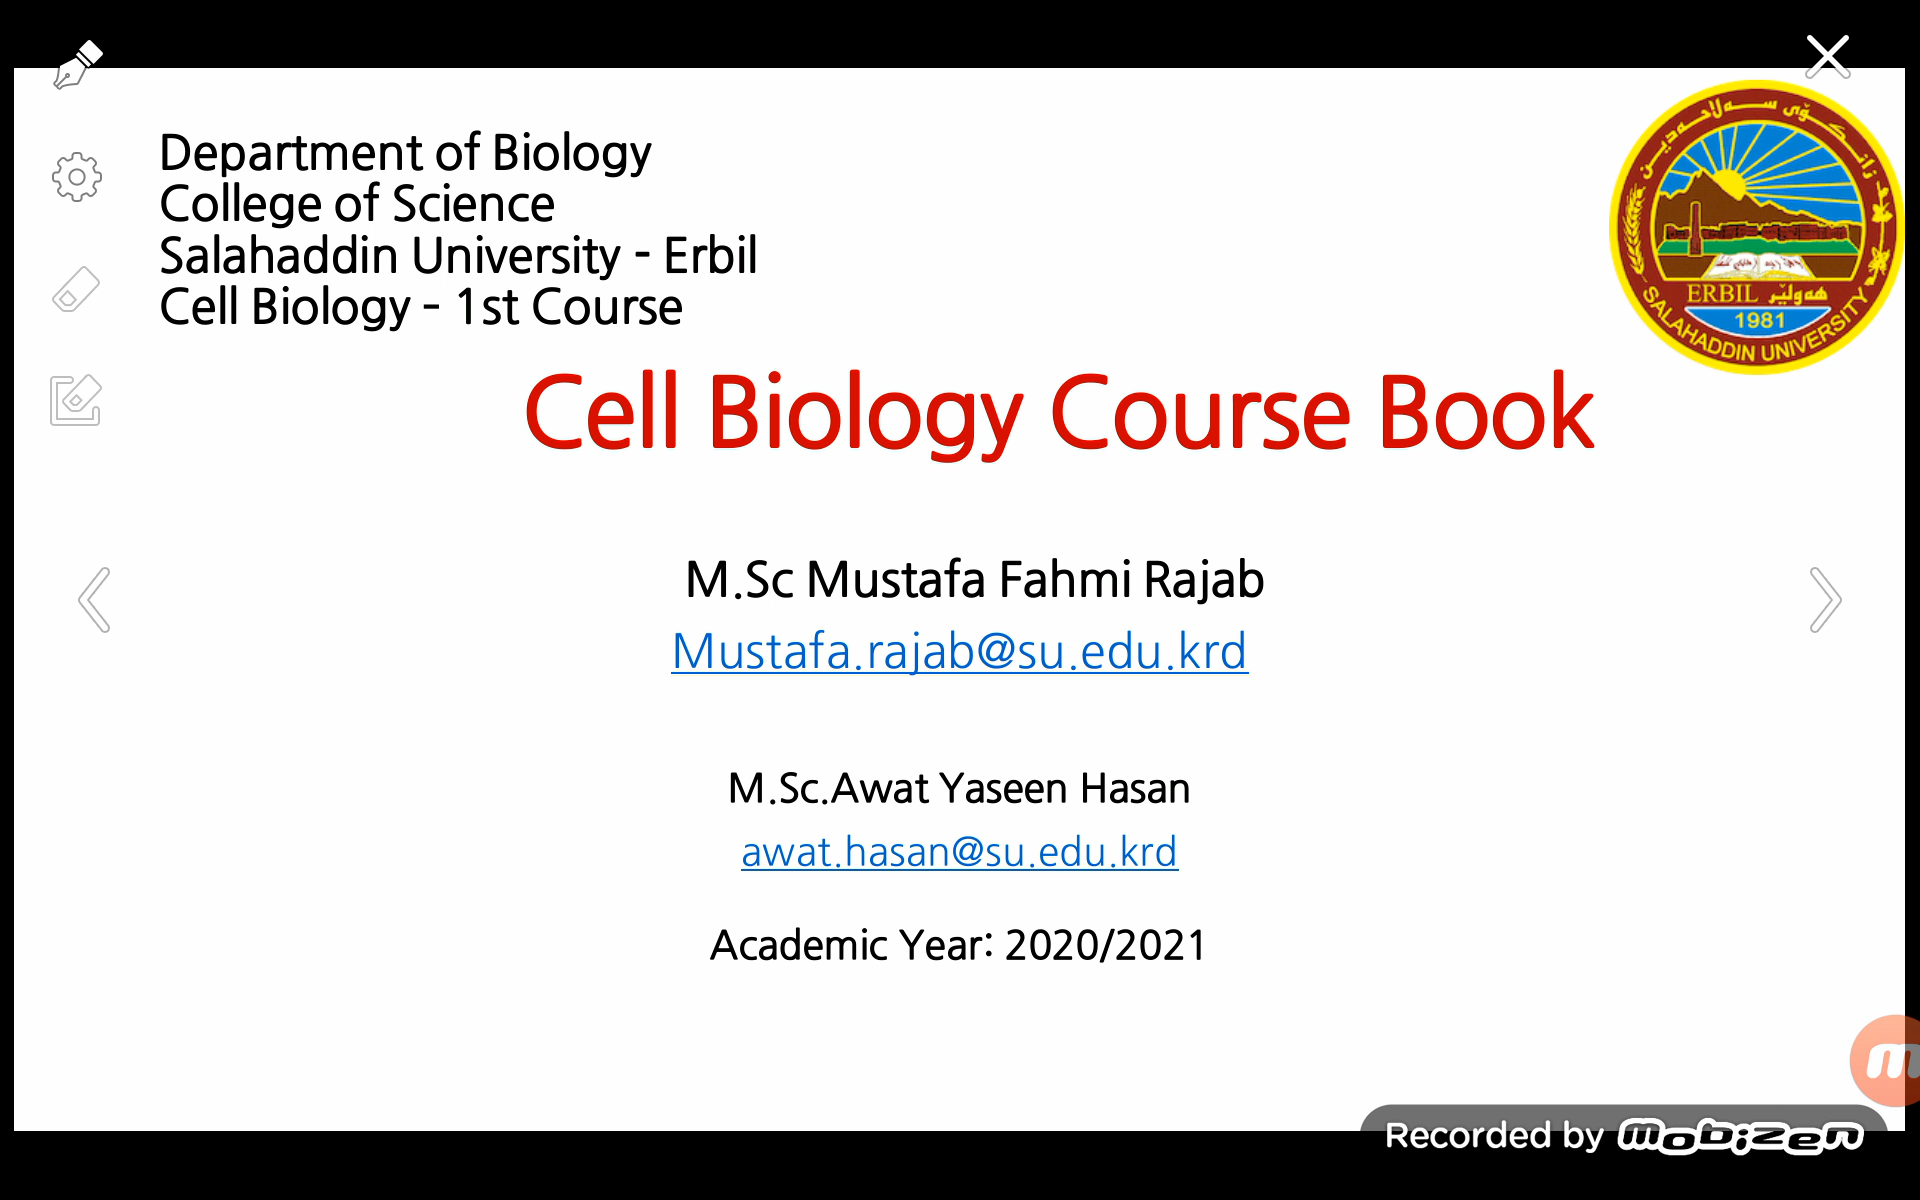 Department of Biology
College of Science
Salahaddin University - Erbil
Cell Biology - 1st Course
زانکۆی سەلاحەدین
ERBIL هەولێر
1981
SALAHADDIN UNIVERSITY
Cell Biology Course Book
M.Sc Mustafa Fahmi Rajab
Mustafa.rajab@su.edu.krd
M.Sc.Awat Yaseen Hasan
awat.hasan@su.edu.krd
Academic Year: 2020/2021
m
Recorded by mobizen